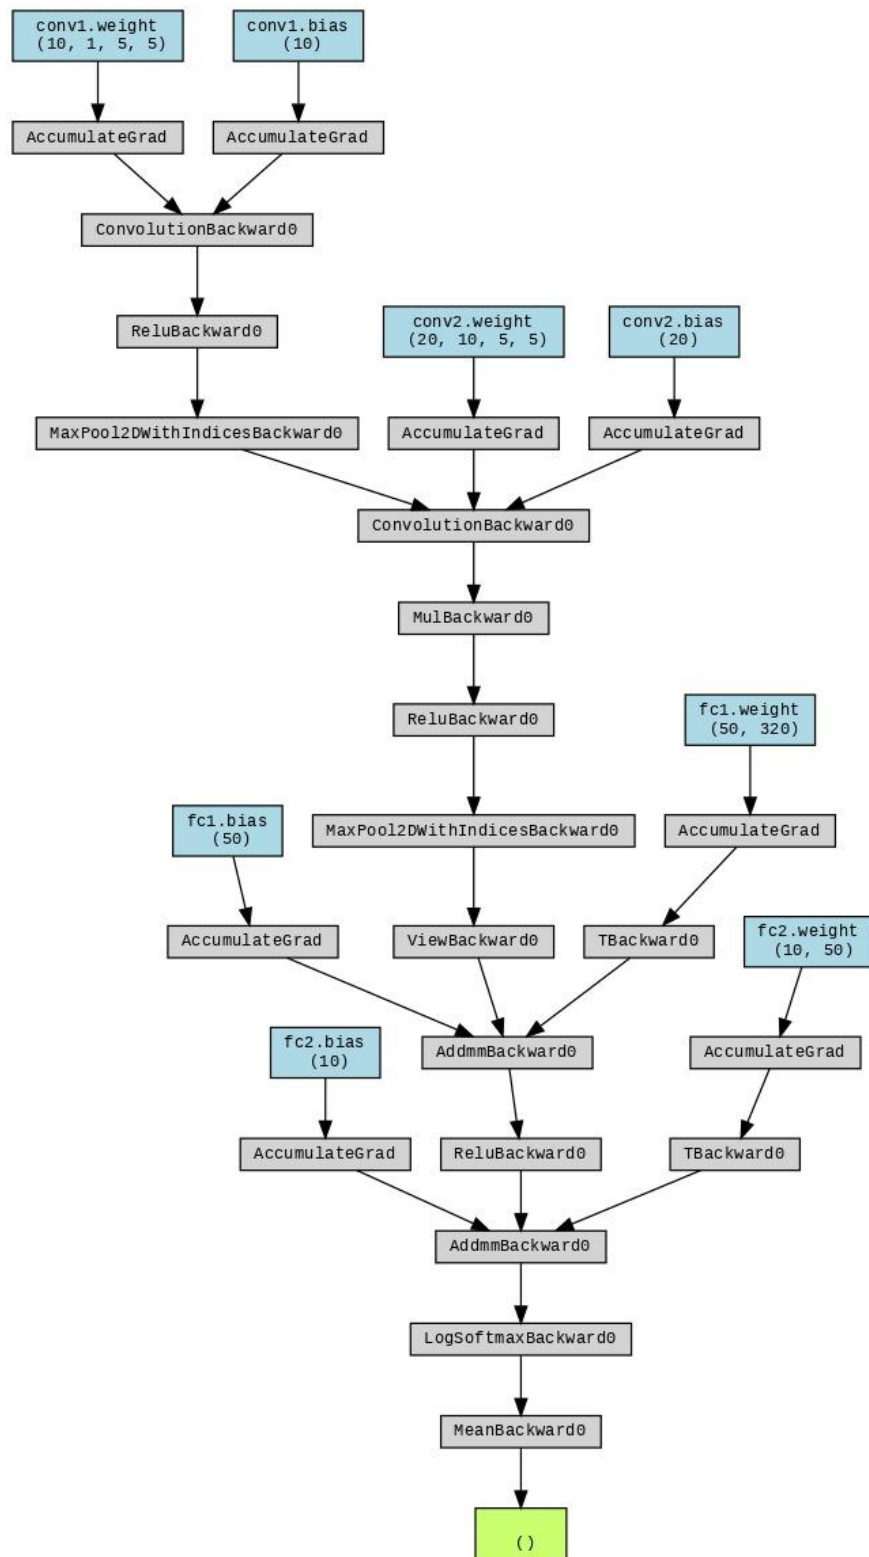 conv1.weight
(10, 1, 5, 5)
conv1.bias
(10)
AccumulateGrad
AccumulateGrad
ConvolutionBackward0
ReluBackward0
conv2.weight
(20, 10, 5, 5)
conv2.bias
(20)
MaxPool2DWithIndicesBackward0
AccumulateGrad
AccumulateGrad
ConvolutionBackward0
MulBackward0
ReluBackward0
fc1.weight
(50, 320)
fc1.bias
(50)
MaxPool2DWithIndicesBackward0
AccumulateGrad
AccumulateGrad
ViewBackward0
TBackward0
fc2.weight
(10, 50)
fc2.bias
(10)
AddmmBackward0
AccumulateGrad
AccumulateGrad
ReluBackward0
TBackward0
AddmmBackward0
LogSoftmaxBackward0
MeanBackward0
()